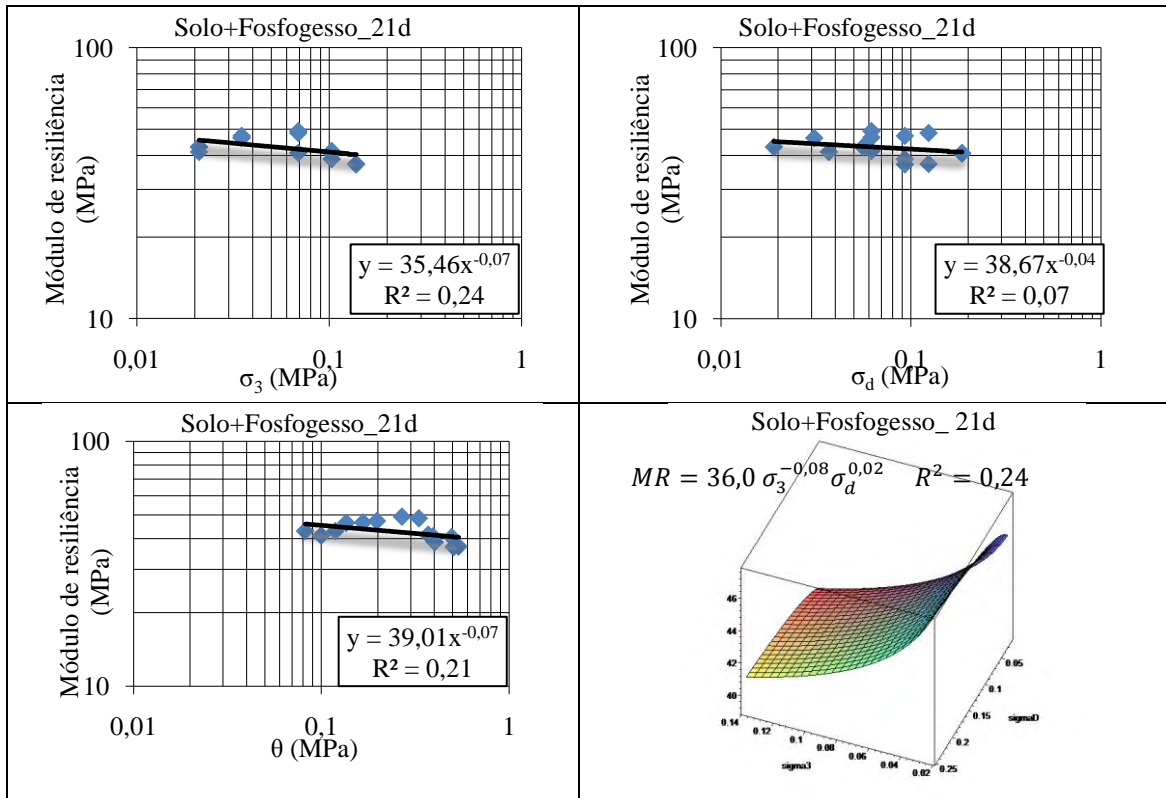 Solo+Fosfogesso_21d
Módulo de resiliência
(MPa)
100
10
y = 35,46x^-0,07
R² = 0,24
0,01 0,1 1
σ3 (MPa)
Solo+Fosfogesso_21d
Módulo de resiliência
(MPa)
100
10
y = 38,67x^-0,04
R² = 0,07
0,01 0,1 1
σd (MPa)
Solo+Fosfogesso_21d
Módulo de resiliência
(MPa)
100
10
y = 39,01x^-0,07
R² = 0,21
0,01 0,1 1
θ (MPa)
Solo+Fosfogesso_ 21d
MR = 36,0 σ3^-0,08 σd^0,02 R² = 0,24
46
44
42
40
0.14 0.12 0.1 0.08 0.06 0.04 0.02
sigma3
0.05
0.1
0.15
0.2
0.25
sigmaD